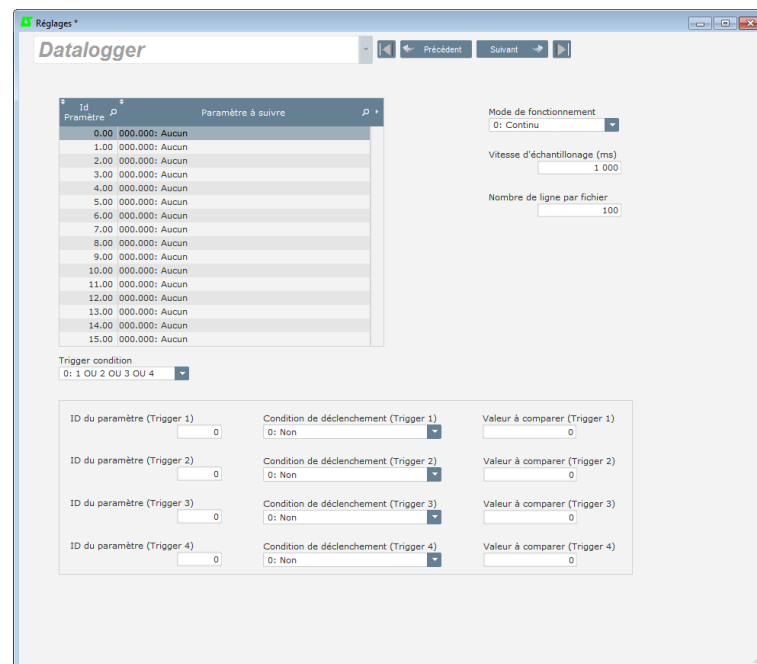 Réglages *
Datalogger
Précédent
Suivant
Id
Pramètre
Paramètre à suivre
0.00 000.000: Aucun
1.00 000.000: Aucun
2.00 000.000: Aucun
3.00 000.000: Aucun
4.00 000.000: Aucun
5.00 000.000: Aucun
6.00 000.000: Aucun
7.00 000.000: Aucun
8.00 000.000: Aucun
9.00 000.000: Aucun
10.00 000.000: Aucun
11.00 000.000: Aucun
12.00 000.000: Aucun
13.00 000.000: Aucun
14.00 000.000: Aucun
15.00 000.000: Aucun
Mode de fonctionnement
0: Continu
Vitesse d'échantillonage (ms)
1 000
Nombre de ligne par fichier
100
Trigger condition
0: 1 OU 2 OU 3 OU 4
ID du paramètre (Trigger 1) Condition de déclenchement (Trigger 1) Valeur à comparer (Trigger 1)
0 0: Non 0
ID du paramètre (Trigger 2) Condition de déclenchement (Trigger 2) Valeur à comparer (Trigger 2)
0 0: Non 0
ID du paramètre (Trigger 3) Condition de déclenchement (Trigger 3) Valeur à comparer (Trigger 3)
0 0: Non 0
ID du paramètre (Trigger 4) Condition de déclenchement (Trigger 4) Valeur à comparer (Trigger 4)
0 0: Non 0